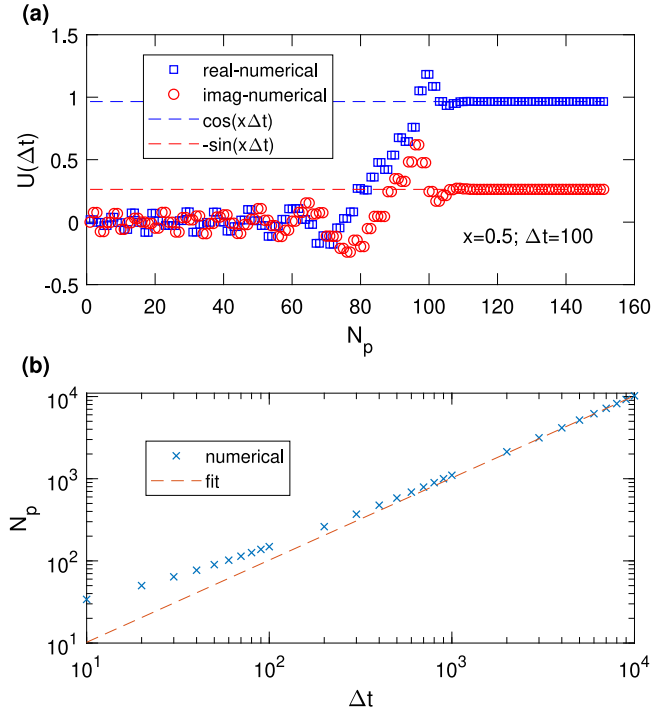 (a)
1.5
1
0.5
0
-0.5
U(Δt)
real-numerical
imag-numerical
cos(xΔt)
-sin(xΔt)
x=0.5; Δt=100
0 20 40 60 80 100 120 140 160
N_p
(b)
10^4
10^3
10^2
10^1
N_p
numerical
fit
10^1 10^2 10^3 10^4
Δt